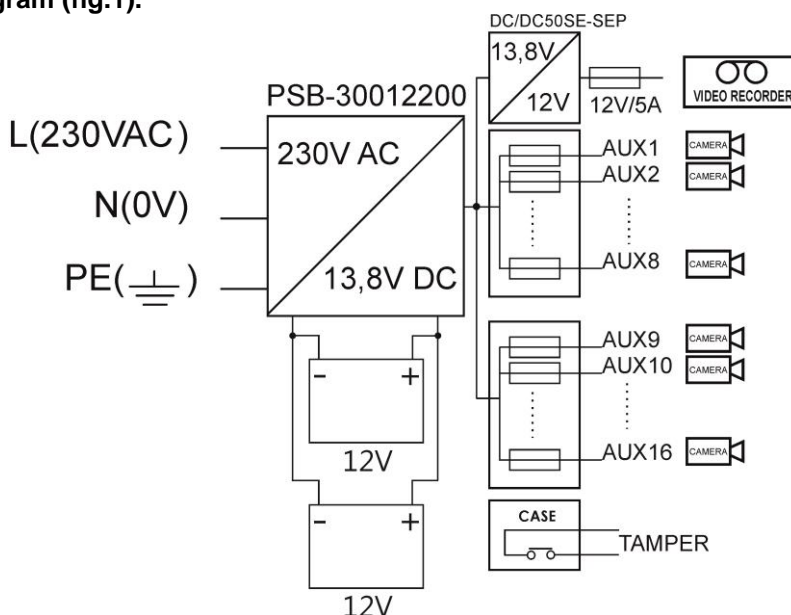 gram (fig.1).
DC/DC50SE-SEP
13,8V
12V
12V/5A
VIDEO RECORDER
PSB-30012200
L(230VAC)
N(0V)
PE( )
230V AC
13,8V DC
AUX1 CAMERA
AUX2 CAMERA
AUX8 CAMERA
AUX9 CAMERA
AUX10 CAMERA
AUX16 CAMERA
- +
12V
- +
12V
CASE
TAMPER